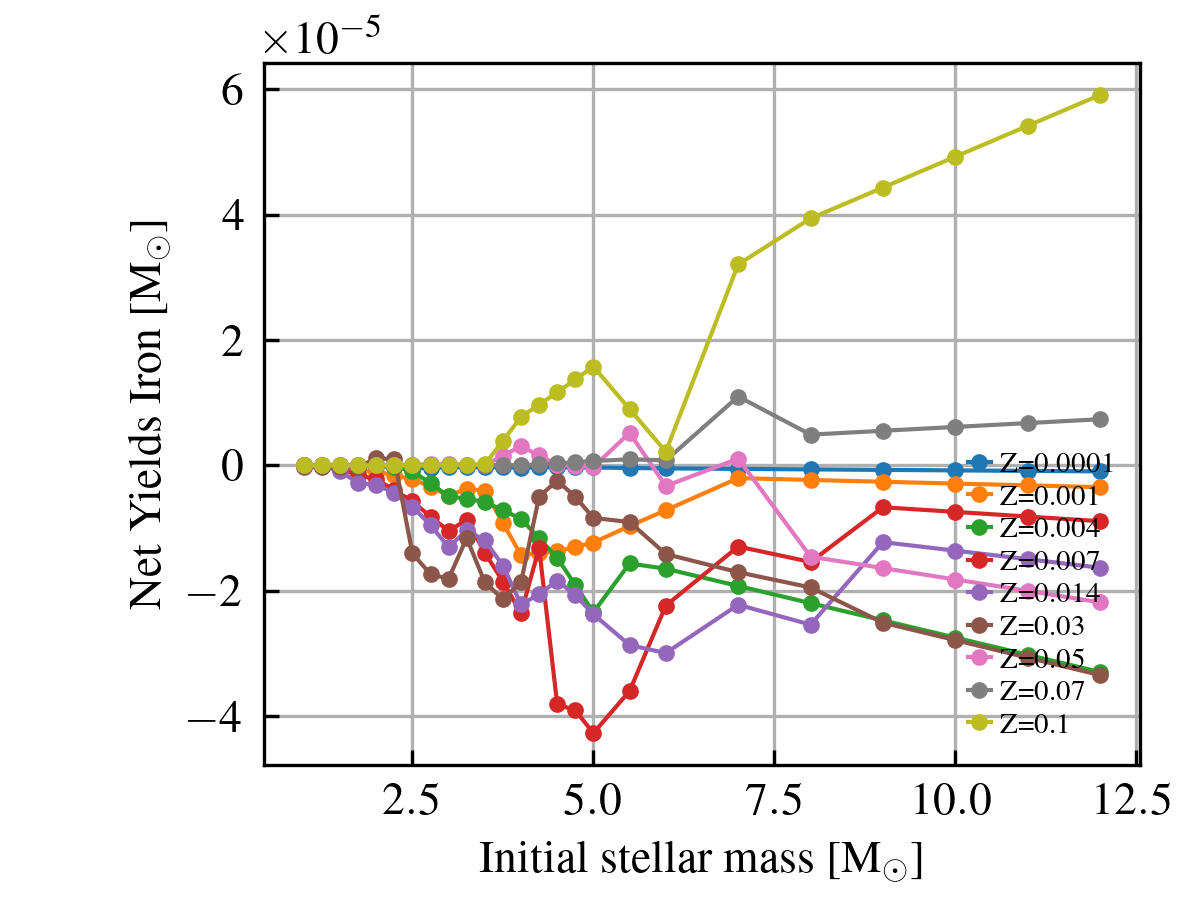 ×10⁻⁵
6
4
2
0
−2
−4
Net Yields Iron [M☉]
Z=0.0001
Z=0.001
Z=0.004
Z=0.007
Z=0.014
Z=0.03
Z=0.05
Z=0.07
Z=0.1
2.5 5.0 7.5 10.0 12.5
Initial stellar mass [M☉]